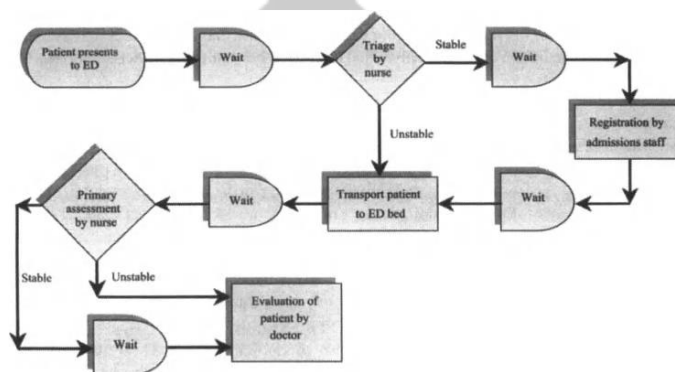 Patient presents
to ED
Wait
Triage
by
nurse
Stable
Wait
Registration by
admissions staff
Unstable
Wait
Transport patient
to ED bed
Wait
Primary
assessment
by nurse
Stable
Unstable
Wait
Evaluation of
patient by
doctor